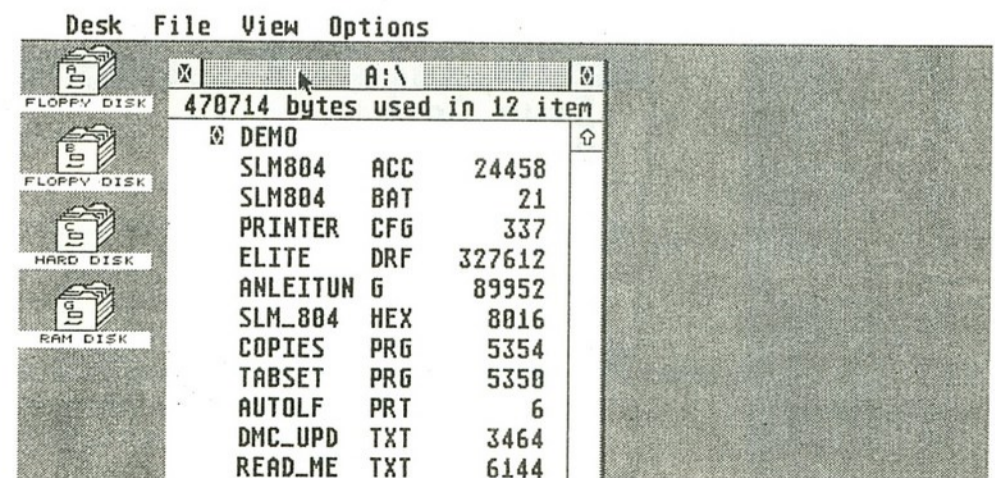 Desk File View Options
A
FLOPPY DISK
B
FLOPPY DISK
C
HARD DISK
G
RAM DISK
A:\
470714 bytes used in 12 item
DEMO
SLM804 ACC 24458
SLM804 BAT 21
PRINTER CFG 337
ELITE DRF 327612
ANLEITUN G 89952
SLM_804 HEX 8016
COPIES PRG 5354
TABSET PRG 5350
AUTOLF PRT 6
DMC_UPD TXT 3464
READ_ME TXT 6144